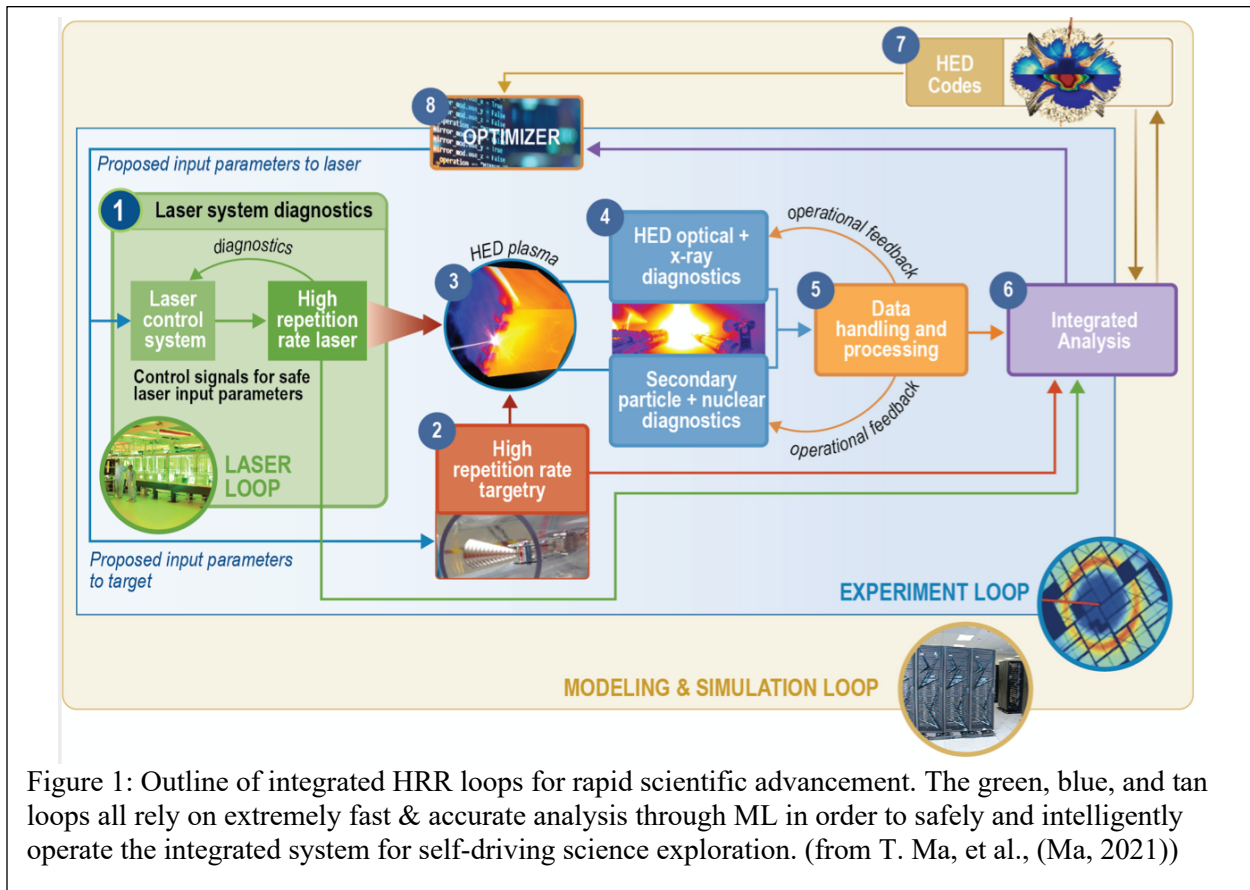 7
HED
Codes
8
OPTIMIZER
Proposed input parameters to laser
1
Laser system diagnostics
diagnostics
Laser
control
system
High
repetition
rate laser
Control signals for safe
laser input parameters
LASER
LOOP
HED plasma
3
4
HED optical +
x-ray
diagnostics
operational feedback
5
Data
handling and
processing
6
Integrated
Analysis
Secondary
particle + nuclear
diagnostics
operational feedback
2
High
repetition rate
targetry
Proposed input parameters
to target
EXPERIMENT LOOP
MODELING & SIMULATION LOOP
Figure 1: Outline of integrated HRR loops for rapid scientific advancement. The green, blue, and tan
loops all rely on extremely fast & accurate analysis through ML in order to safely and intelligently
operate the integrated system for self-driving science exploration. (from T. Ma, et al., (Ma, 2021))